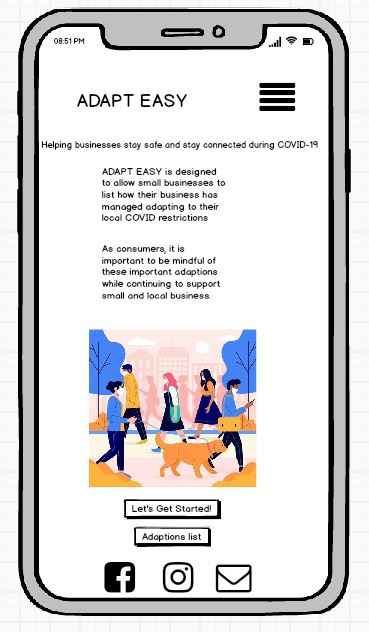 08:51 PM
ADAPT EASY
Helping businesses stay safe and stay connected during COVID-19
ADAPT EASY is designed
to allow small businesses to
list how their business has
managed adapting to their
local COVID restrictions
As consumers, it is
important to be mindful of
these important adaptions
while continuing to support
small and local business.
Let's Get Started!
Adaptions list